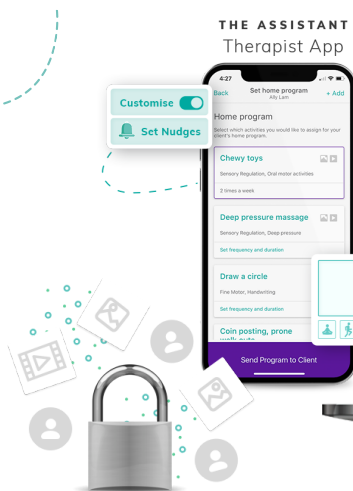 THE ASSISTANT
Therapist App
4:27
Back
Set home program
Ally Lam
+ Add
Customise
Set Nudges
Home program
Select which activities you would like to assign for your
client's home program.
Chewy toys
Sensory Regulation, Oral motor activities
2 times a week
Deep pressure massage
Sensory Regulation, Deep pressure
Set frequency and duration
Draw a circle
Fine Motor, Handwriting
Set frequency and duration
Coin posting, prone
walk outs
Send Program to Client